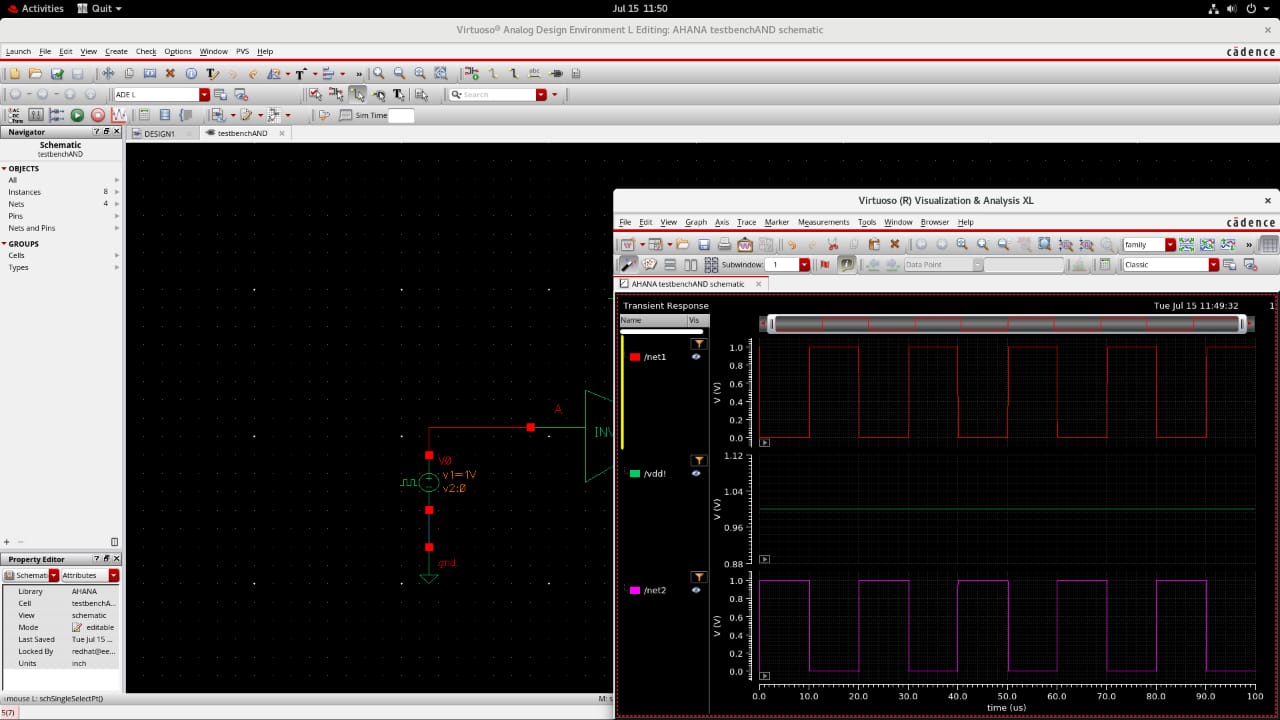 Activities Quit Jul 15 11:50
Virtuoso® Analog Design Environment L Editing: AHANA testbenchAND schematic
Launch File Edit View Create Check Options Window PVS Help cādence
ADE L Search
Sim Time
Navigator
DESIGN1 testbenchAND
Schematic
testbenchAND
OBJECTS
All
Instances 8
Nets 4
Pins
Nets and Pins
GROUPS
Cells
Types
Property Editor
Schemati Attributes
Library AHANA
Cell testbenchA...
View schematic
Mode editable
Last Saved Tue Jul 15 ...
Locked By redhat@ee...
Units inch
mouse L: schSingleSelectPt() M: s
5(7)
A
INV
V0
v1=1V
v2:0
gnd
Virtuoso (R) Visualization & Analysis XL
File Edit View Graph Axis Trace Marker Measurements Tools Window Browser Help cādence
family
Subwindow: 1 Data Point Classic
AHANA testbenchAND schematic
Transient Response Tue Jul 15 11:49:32 1
Name Vis
/net1
1.0
0.8
0.6
0.4
0.2
0.0
V (V)
/vdd!
1.12
1.04
0.96
0.88
V (V)
/net2
1.0
0.8
0.6
0.4
0.2
0.0
V (V)
0.0 10.0 20.0 30.0 40.0 50.0 60.0 70.0 80.0 90.0 100
time (us)